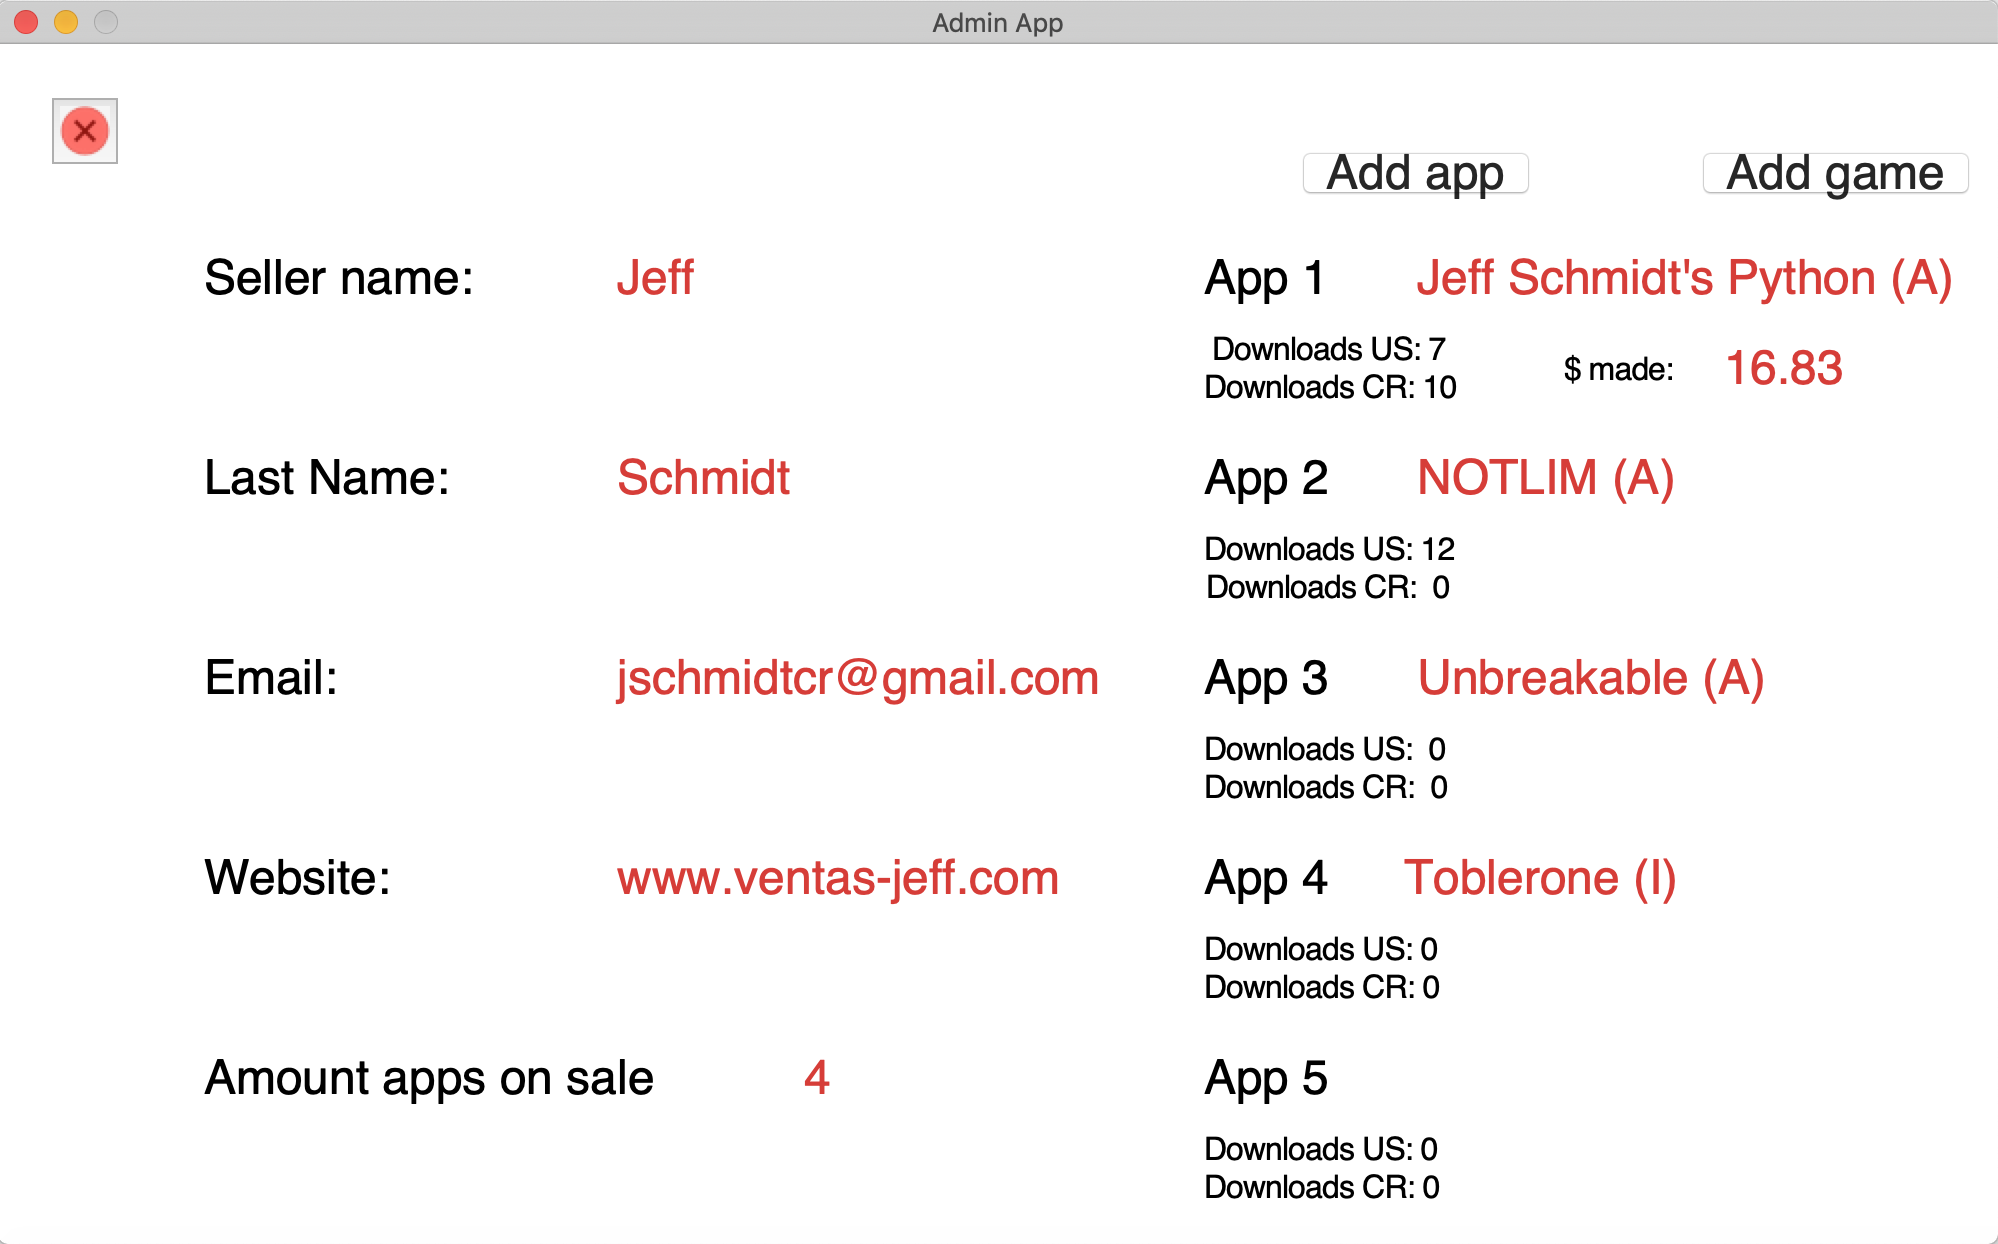 Admin App
Add app
Add game
Seller name: Jeff
App 1 Jeff Schmidt's Python (A)
Downloads US: 7
Downloads CR: 10
$ made: 16.83
Last Name: Schmidt
App 2 NOTLIM (A)
Downloads US: 12
Downloads CR: 0
Email: jschmidtcr@gmail.com
App 3 Unbreakable (A)
Downloads US: 0
Downloads CR: 0
Website: www.ventas-jeff.com
App 4 Toblerone (I)
Downloads US: 0
Downloads CR: 0
Amount apps on sale 4
App 5
Downloads US: 0
Downloads CR: 0